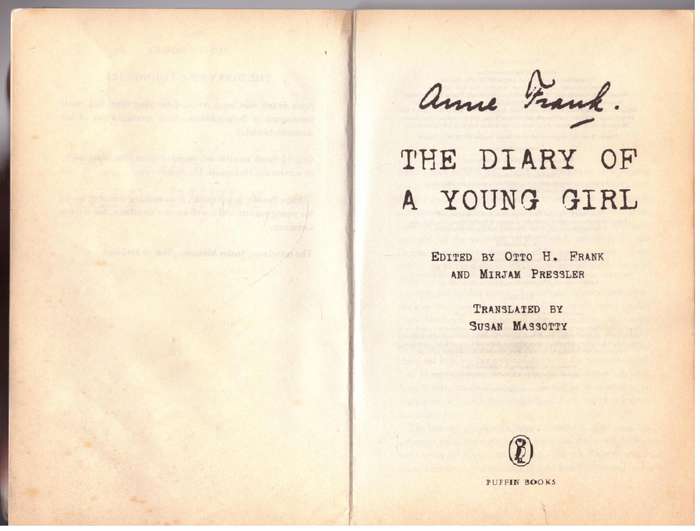 Anne Frank.
THE DIARY OF
A YOUNG GIRL
EDITED BY OTTO H. FRANK
AND MIRJAM PRESSLER
TRANSLATED BY
SUSAN MASSOTTY
PUFFIN BOOKS